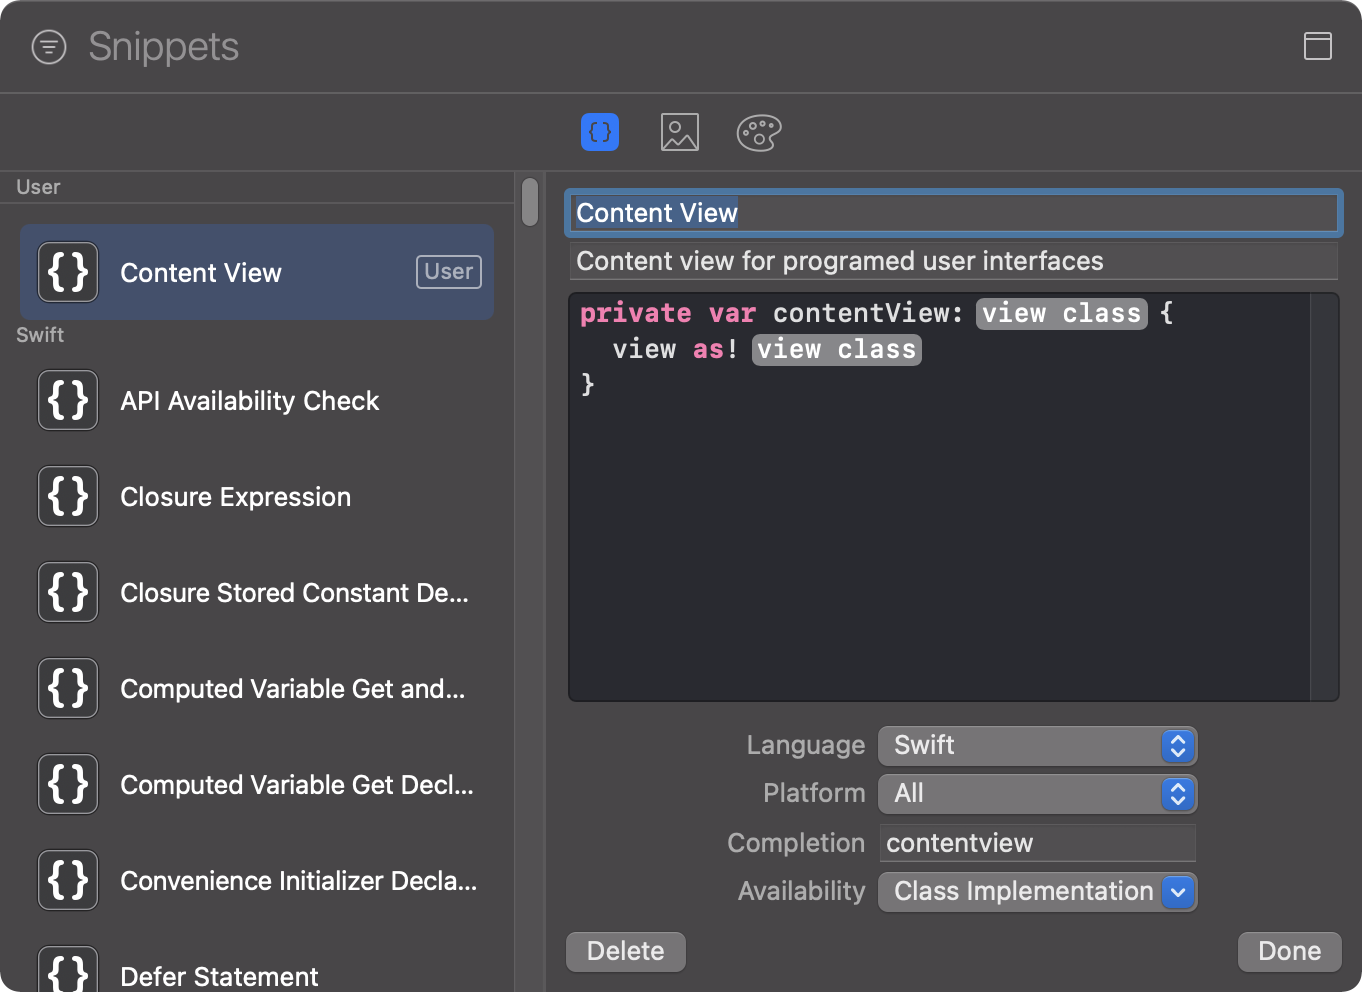 Snippets
User
Content View User
Swift
API Availability Check
Closure Expression
Closure Stored Constant De...
Computed Variable Get and...
Computed Variable Get Decl...
Convenience Initializer Decla...
Defer Statement
Content View
Content view for programed user interfaces
private var contentView: view class {
view as! view class
}
Language Swift
Platform All
Completion contentview
Availability Class Implementation
Delete Done